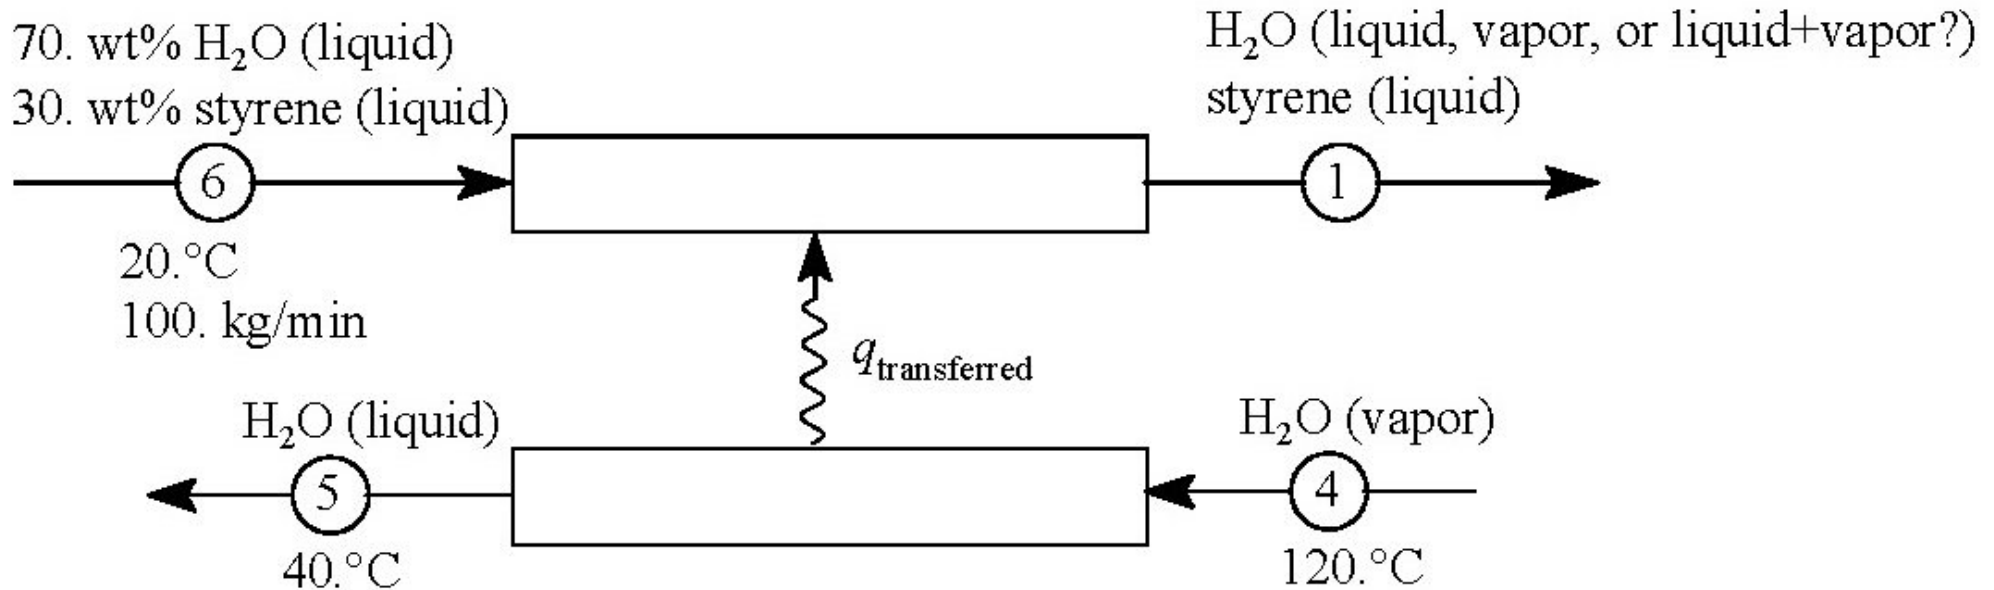 70. wt% H₂O (liquid)
30. wt% styrene (liquid)
6
20.°C
100. kg/min
H₂O (liquid, vapor, or liquid+vapor?)
styrene (liquid)
1
q_transferred
H₂O (liquid)
5
40.°C
H₂O (vapor)
4
120.°C